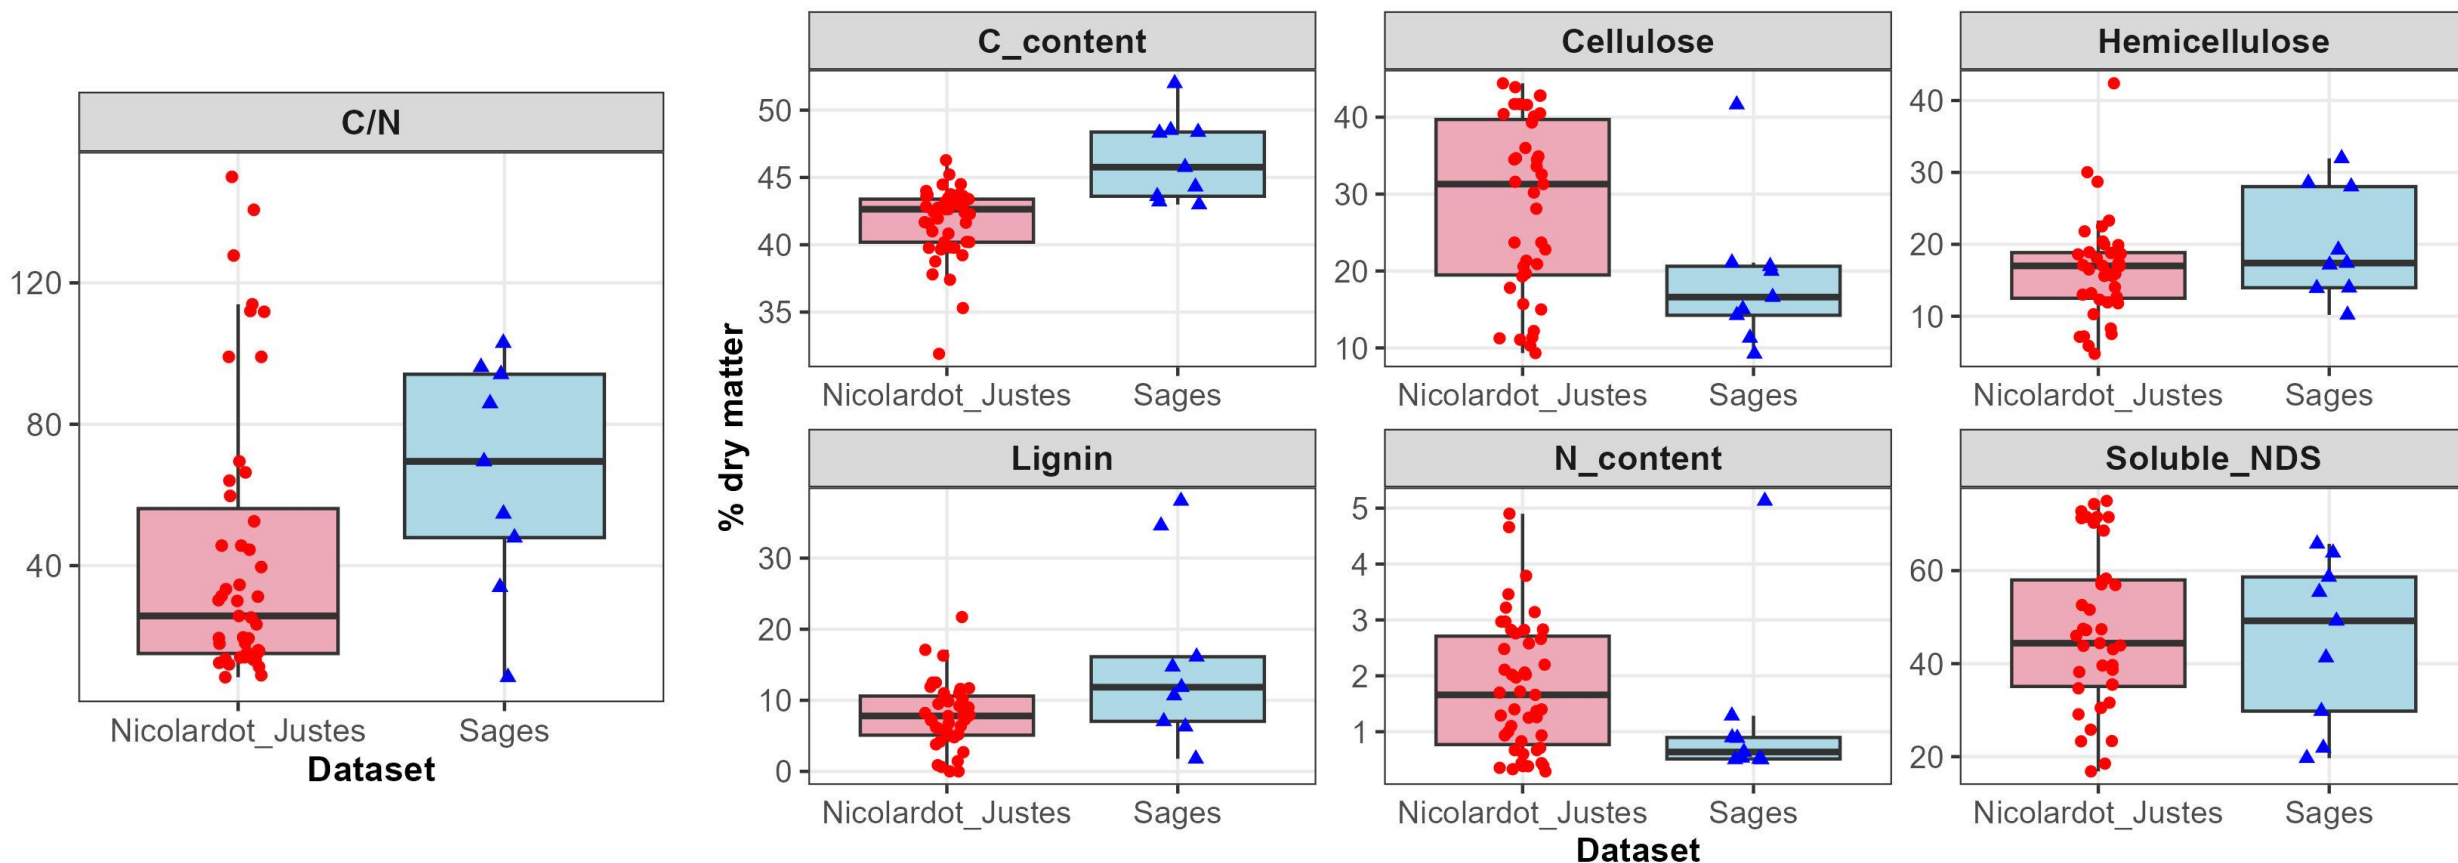 C/N
120
80
40
Nicolardot_Justes Sages
Dataset
% dry matter
C_content
50
45
40
35
Nicolardot_Justes Sages
Cellulose
40
30
20
10
Nicolardot_Justes Sages
Hemicellulose
40
30
20
10
Nicolardot_Justes Sages
Lignin
30
20
10
0
Nicolardot_Justes Sages
N_content
5
4
3
2
1
Nicolardot_Justes Sages
Soluble_NDS
60
40
20
Nicolardot_Justes Sages
Dataset